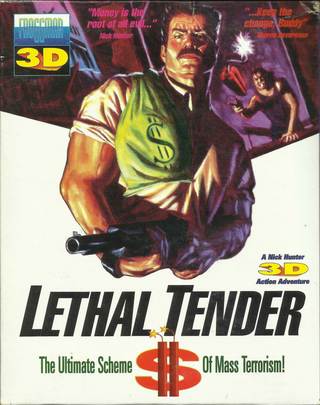 FROGGMAN
3D
"Money is the
root of all evil..."
Nick Hunter
"...Keep the
change, Buddy"
A Nick Hunter
3D
Action Adventure
LETHAL TENDER
The Ultimate Scheme $ Of Mass Terrorism!